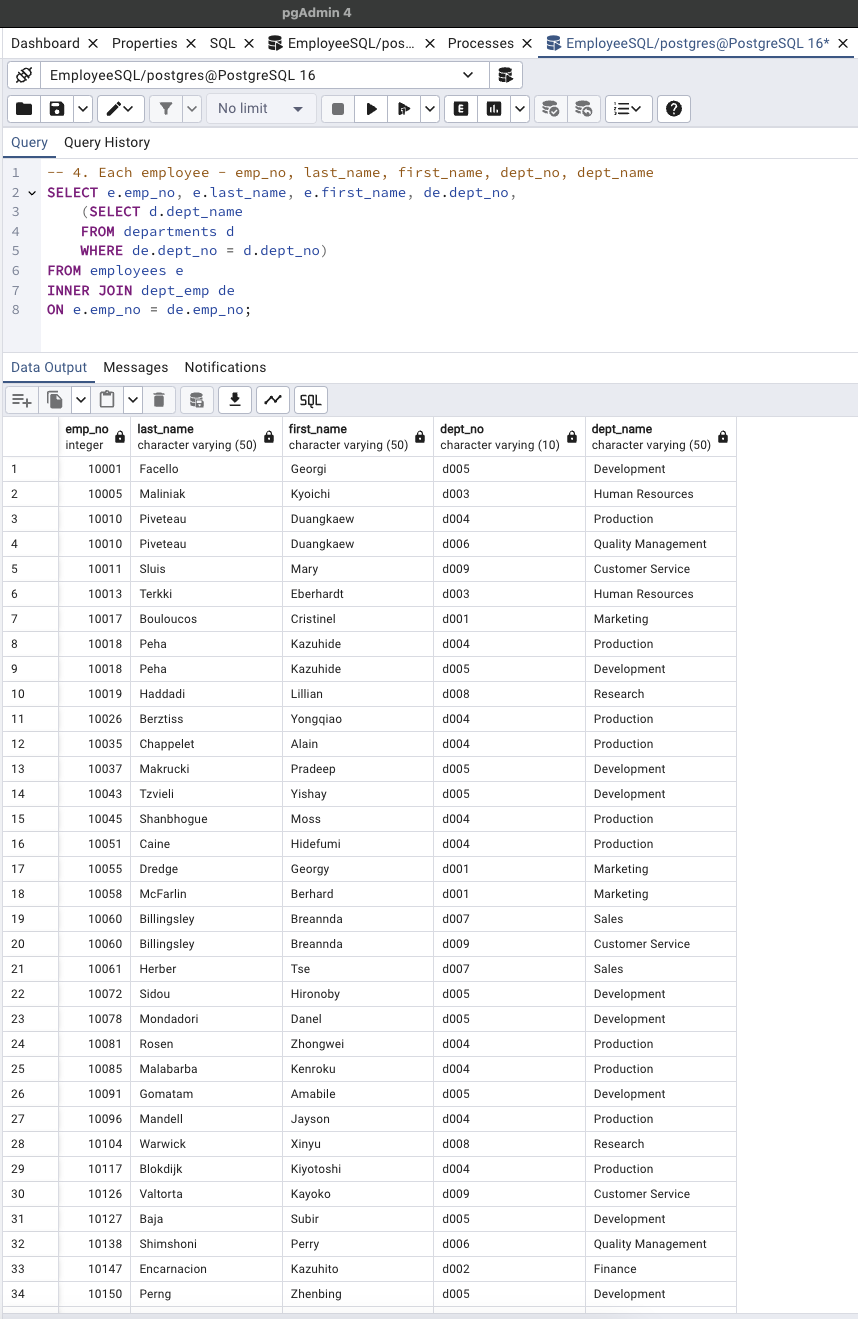 pgAdmin 4
Dashboard Properties SQL EmployeeSQL/pos... Processes EmployeeSQL/postgres@PostgreSQL 16*
EmployeeSQL/postgres@PostgreSQL 16
No limit E
Query Query History
1 -- 4. Each employee - emp_no, last_name, first_name, dept_no, dept_name
2 SELECT e.emp_no, e.last_name, e.first_name, de.dept_no,
3 (SELECT d.dept_name
4 FROM departments d
5 WHERE de.dept_no = d.dept_no)
6 FROM employees e
7 INNER JOIN dept_emp de
8 ON e.emp_no = de.emp_no;
Data Output Messages Notifications
SQL
emp_no last_name first_name dept_no dept_name
integer character varying (50) character varying (50) character varying (10) character varying (50)
1 10001 Facello Georgi d005 Development
2 10005 Maliniak Kyoichi d003 Human Resources
3 10010 Piveteau Duangkaew d004 Production
4 10010 Piveteau Duangkaew d006 Quality Management
5 10011 Sluis Mary d009 Customer Service
6 10013 Terkki Eberhardt d003 Human Resources
7 10017 Bouloucos Cristinel d001 Marketing
8 10018 Peha Kazuhide d004 Production
9 10018 Peha Kazuhide d005 Development
10 10019 Haddadi Lillian d008 Research
11 10026 Berztiss Yongqiao d004 Production
12 10035 Chappelet Alain d004 Production
13 10037 Makrucki Pradeep d005 Development
14 10043 Tzvieli Yishay d005 Development
15 10045 Shanbhogue Moss d004 Production
16 10051 Caine Hidefumi d004 Production
17 10055 Dredge Georgy d001 Marketing
18 10058 McFarlin Berhard d001 Marketing
19 10060 Billingsley Breannda d007 Sales
20 10060 Billingsley Breannda d009 Customer Service
21 10061 Herber Tse d007 Sales
22 10072 Sidou Hironoby d005 Development
23 10078 Mondadori Danel d005 Development
24 10081 Rosen Zhongwei d004 Production
25 10085 Malabarba Kenroku d004 Production
26 10091 Gomatam Amabile d005 Development
27 10096 Mandell Jayson d004 Production
28 10104 Warwick Xinyu d008 Research
29 10117 Blokdijk Kiyotoshi d004 Production
30 10126 Valtorta Kayoko d009 Customer Service
31 10127 Baja Subir d005 Development
32 10138 Shimshoni Perry d006 Quality Management
33 10147 Encarnacion Kazuhito d002 Finance
34 10150 Perng Zhenbing d005 Development